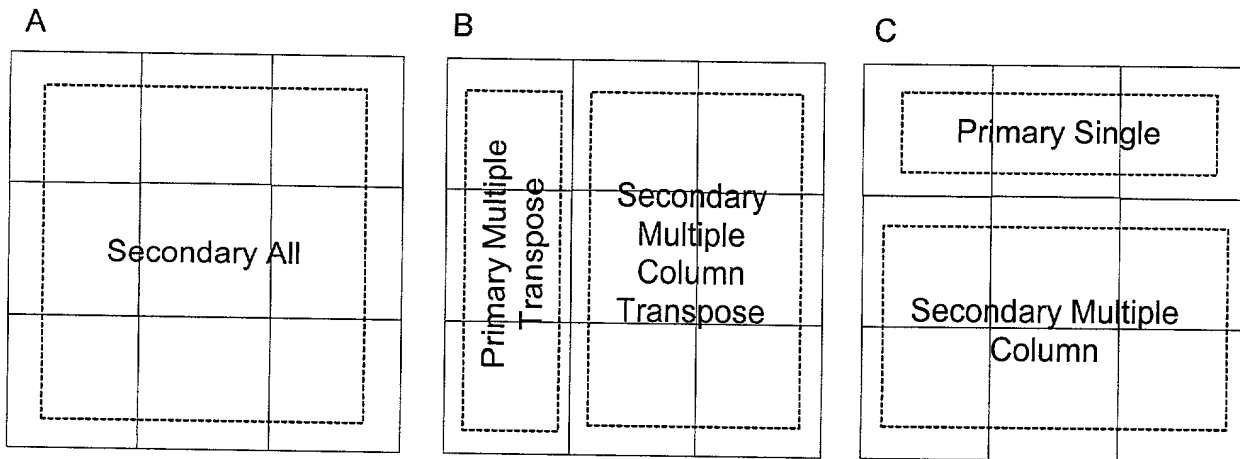 A
Secondary All
B
Primary Multiple
Transpose
Secondary
Multiple
Column
Transpose
C
Primary Single
Secondary Multiple
Column